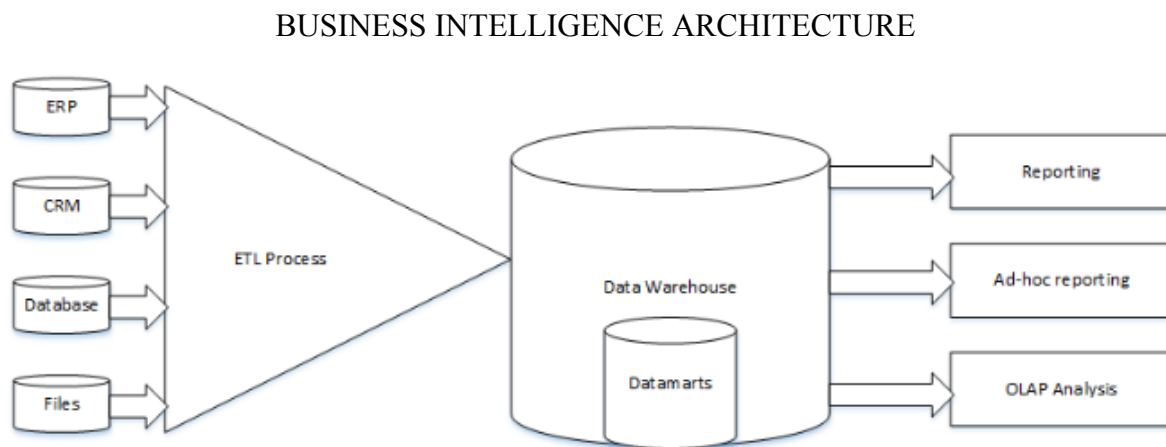 BUSINESS INTELLIGENCE ARCHITECTURE
ERP
CRM
Database
Files
ETL Process
Data Warehouse
Datamarts
Reporting
Ad-hoc reporting
OLAP Analysis